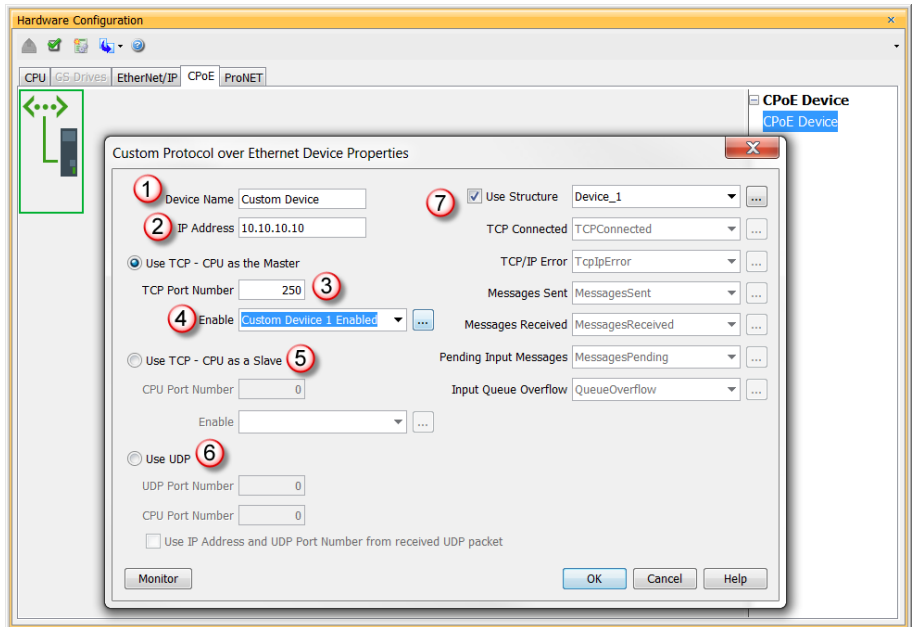 Hardware Configuration
CPU GS Drives EtherNet/IP CPoE ProNET
CPoE Device
CPoE Device
Custom Protocol over Ethernet Device Properties
1 Device Name Custom Device
2 IP Address 10.10.10.10
Use TCP - CPU as the Master
TCP Port Number 250 3
4 Enable Custom Deviice 1 Enabled ...
Use TCP - CPU as a Slave 5
CPU Port Number 0
Enable ...
Use UDP 6
UDP Port Number 0
CPU Port Number 0
Use IP Address and UDP Port Number from received UDP packet
7 Use Structure Device_1 ...
TCP Connected TCPConnected ...
TCP/IP Error TcpIpError ...
Messages Sent MessagesSent ...
Messages Received MessagesReceived ...
Pending Input Messages MessagesPending ...
Input Queue Overflow QueueOverflow ...
Monitor OK Cancel Help